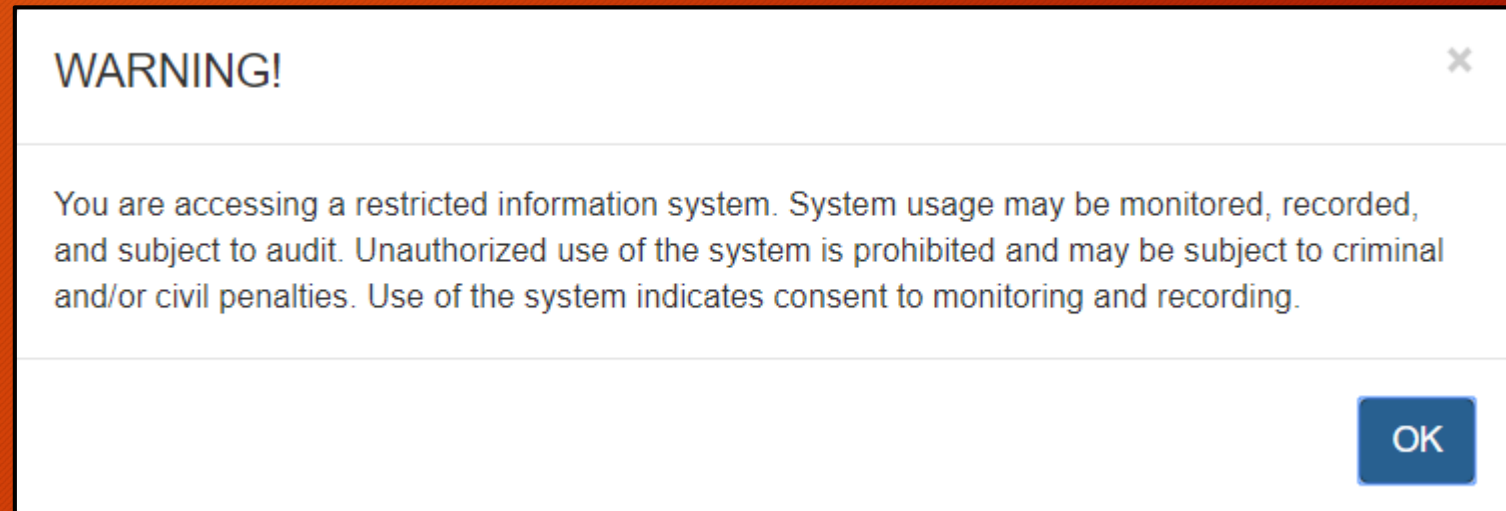 WARNING!
×
You are accessing a restricted information system. System usage may be monitored, recorded,
and subject to audit. Unauthorized use of the system is prohibited and may be subject to criminal
and/or civil penalties. Use of the system indicates consent to monitoring and recording.
OK